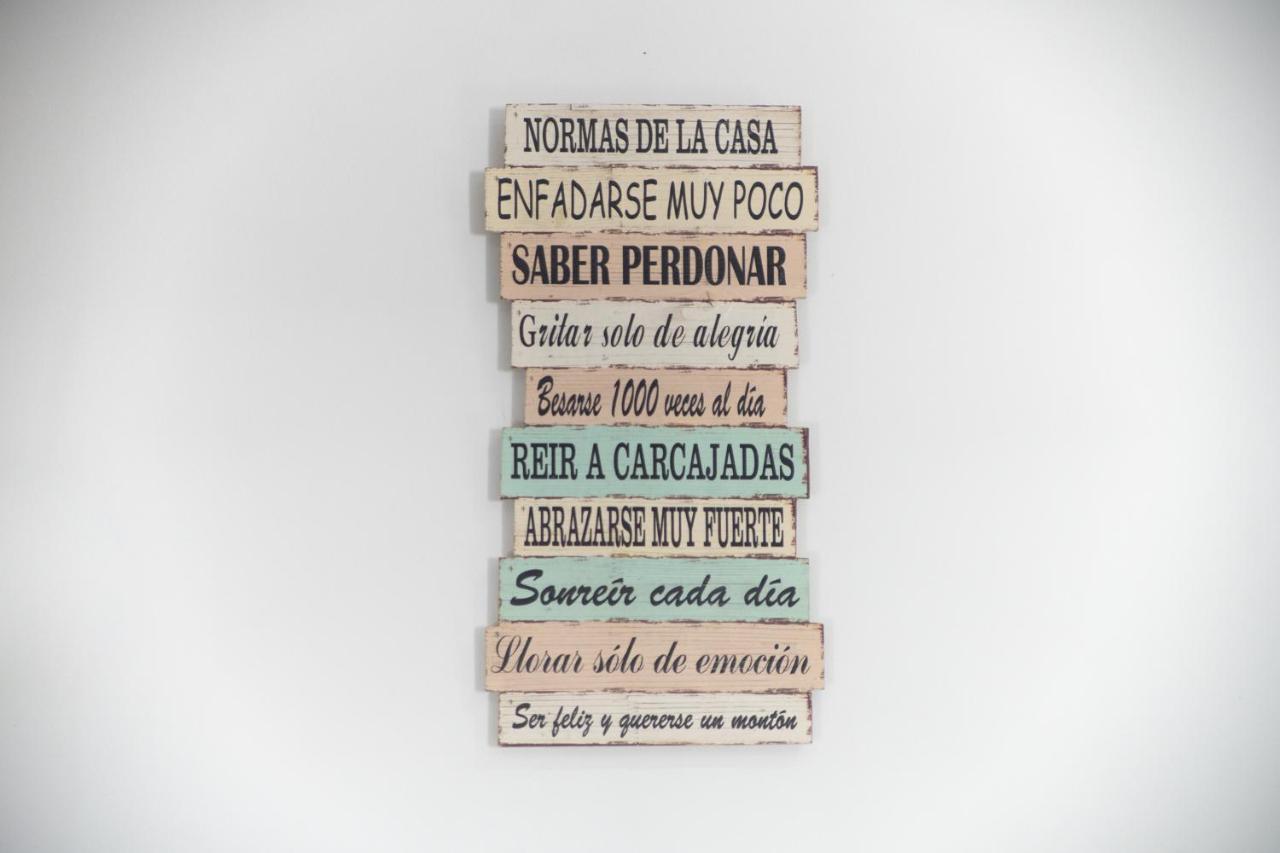 NORMAS DE LA CASA
ENFADARSE MUY POCO
SABER PERDONAR
Gritar solo de alegría
Besarse 1000 veces al día
REIR A CARCAJADAS
ABRAZARSE MUY FUERTE
Sonreír cada día
Llorar sólo de emoción
Ser feliz y quererse un montón